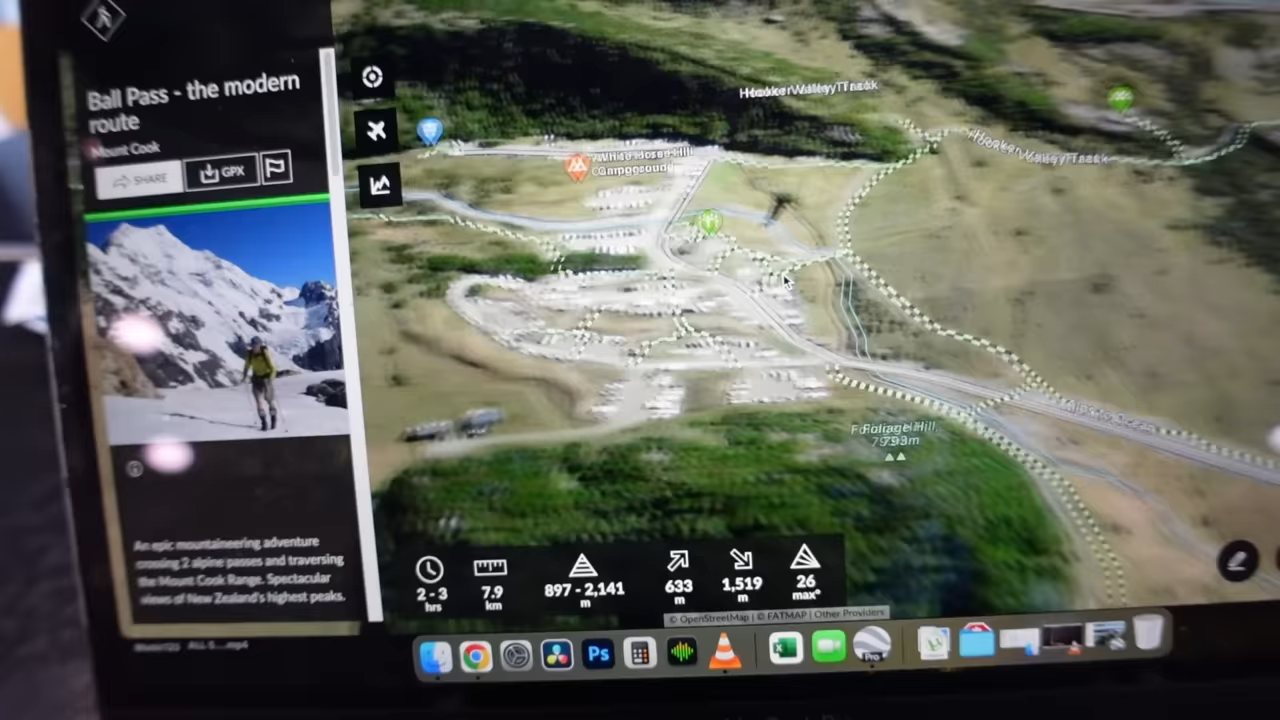 Ball Pass - the modern
route
Mount Cook
SHARE
GPX
An epic mountaineering adventure
crossing 2 alpine passes and traversing
the Mount Cook Range. Spectacular
views of New Zealand's highest peaks.
Hooker Valley Track
White Horse Hill
Campground
Hooker Valley Track
Foliage Hill
793m
2 - 3
hrs
7.9
km
897 - 2,141
m
633
m
1,519
m
26
max°
© OpenStreetMap | © FATMAP | Other Providers
Ps
Pro